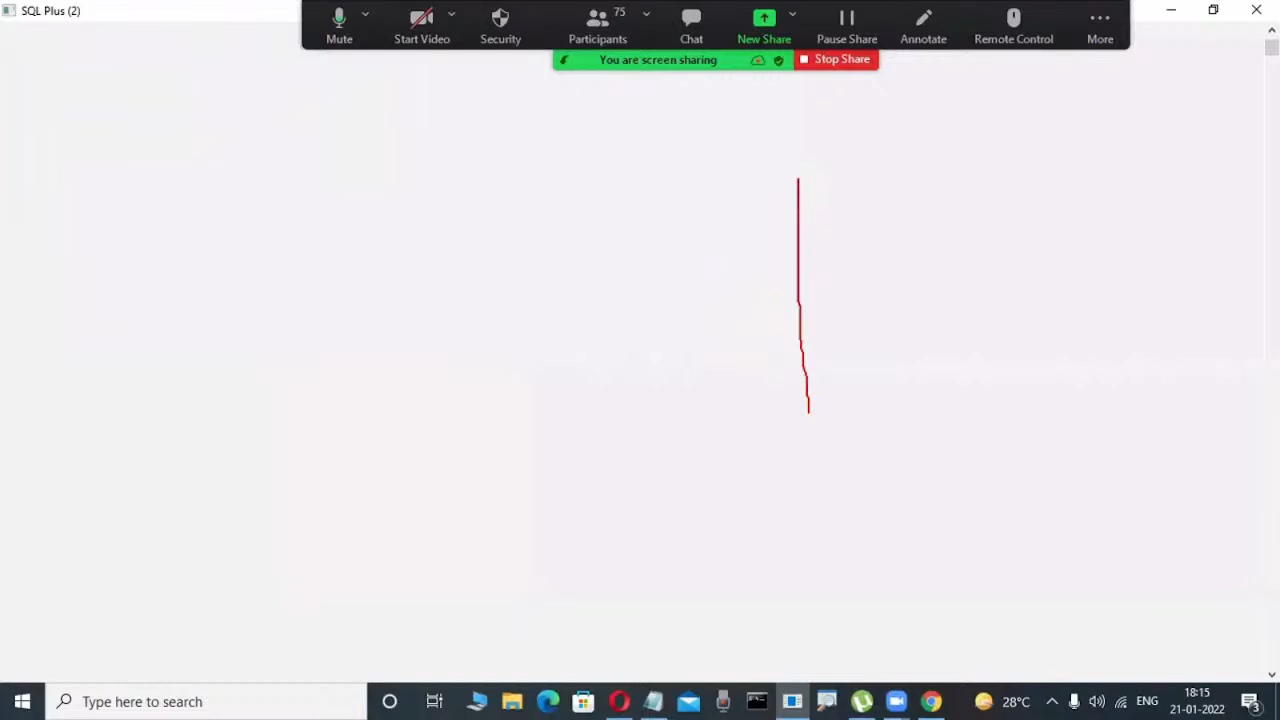 SQL Plus (2)
75
Mute
Start Video
Security
Participants
Chat
New Share
Pause Share
Annotate
Remote Control
More
You are screen sharing
Stop Share
Type here to search
28°C
ENG
18:15
21-01-2022
3